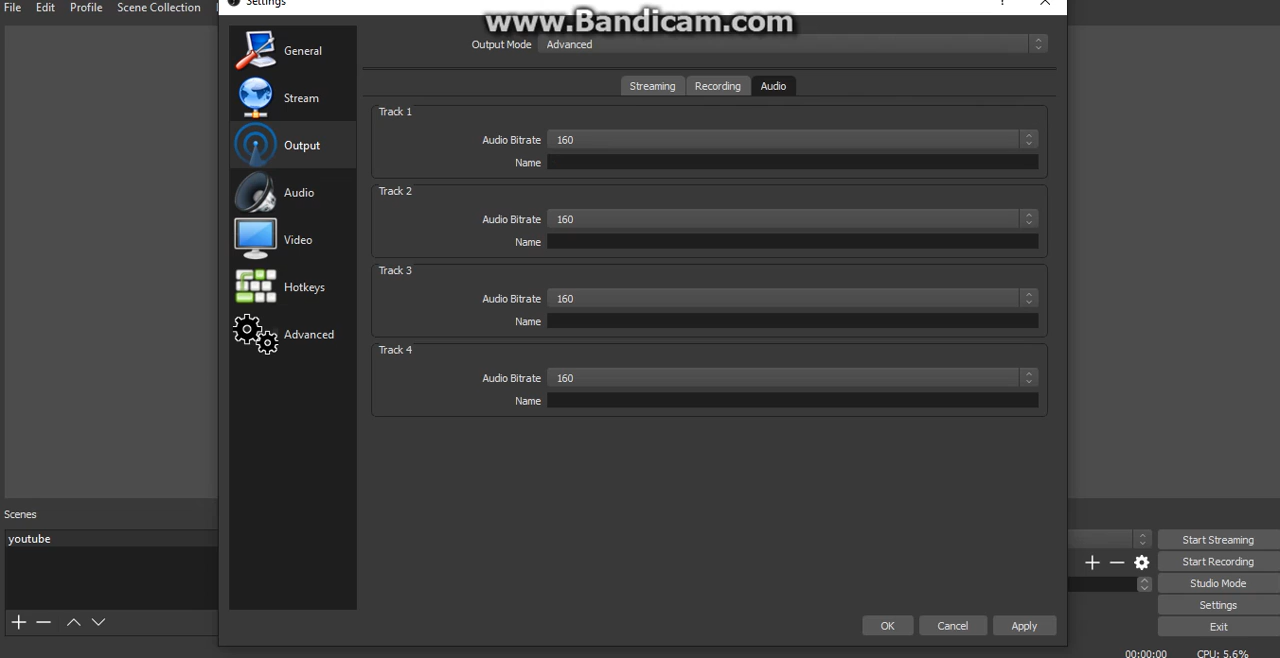 Settings
www.Bandicam.com
File Edit Profile Scene Collection
General
Stream
Output
Audio
Video
Hotkeys
Advanced
Output Mode Advanced
Streaming Recording Audio
Track 1
Audio Bitrate 160
Name
Track 2
Audio Bitrate 160
Name
Track 3
Audio Bitrate 160
Name
Track 4
Audio Bitrate 160
Name
OK Cancel Apply
Scenes
youtube
Start Streaming
Start Recording
Studio Mode
Settings
Exit
00:00:00 CPU: 5.6%